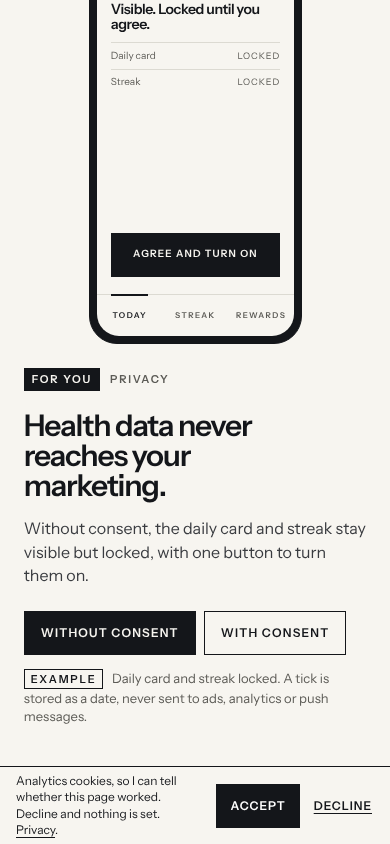 Visible. Locked until you
agree.
Daily card LOCKED
Streak LOCKED
AGREE AND TURN ON
TODAY STREAK REWARDS
FOR YOU PRIVACY
Health data never
reaches your
marketing.
Without consent, the daily card and streak stay
visible but locked, with one button to turn
them on.
WITHOUT CONSENT WITH CONSENT
EXAMPLE Daily card and streak locked. A tick is
stored as a date, never sent to ads, analytics or push
messages.
Analytics cookies, so I can tell
whether this page worked.
Decline and nothing is set.
Privacy.
ACCEPT DECLINE